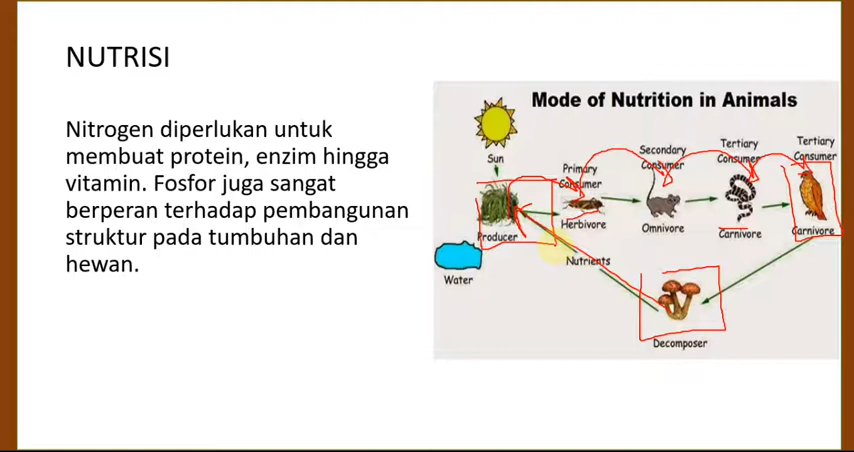 NUTRISI
Nitrogen diperlukan untuk
membuat protein, enzim hingga
vitamin. Fosfor juga sangat
berperan terhadap pembangunan
struktur pada tumbuhan dan
hewan.
Mode of Nutrition in Animals
Sun
Primary
Consumer
Secondary
Consumer
Tertiary
Consumer
Tertiary
Consumer
Producer
Herbivore
Omnivore
Carnivore
Carnivore
Water
Nutrients
Decomposer